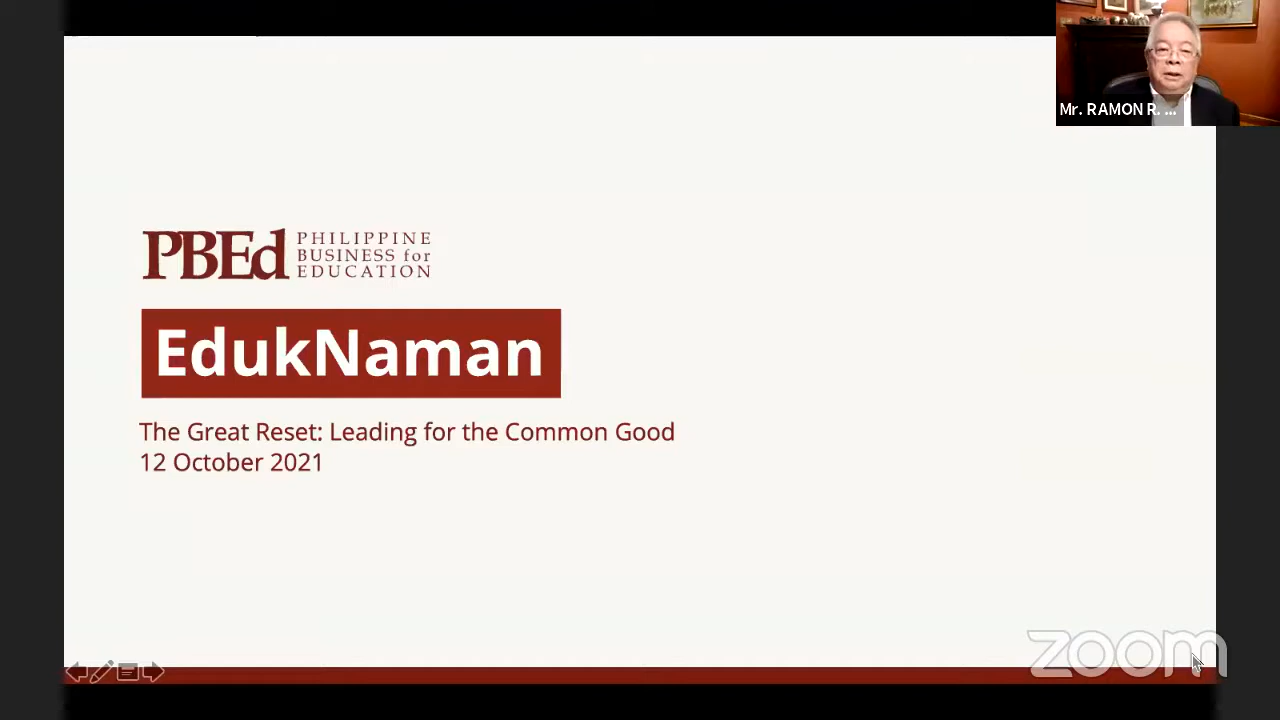 Mr. RAMON R. ...
PBEd
PHILIPPINE
BUSINESS for
EDUCATION
EdukNaman
The Great Reset: Leading for the Common Good
12 October 2021
zoom